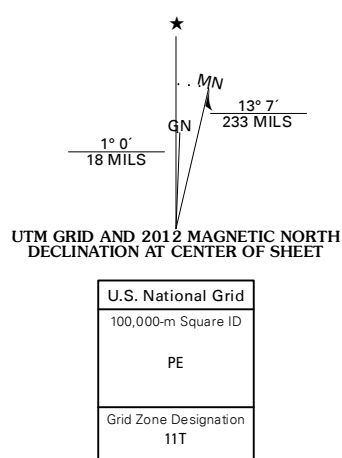 ★
MN
GN
13° 7´
233 MILS
1° 0´
18 MILS
UTM GRID AND 2012 MAGNETIC NORTH
DECLINATION AT CENTER OF SHEET
U.S. National Grid
100,000-m Square ID
PE
Grid Zone Designation
11T